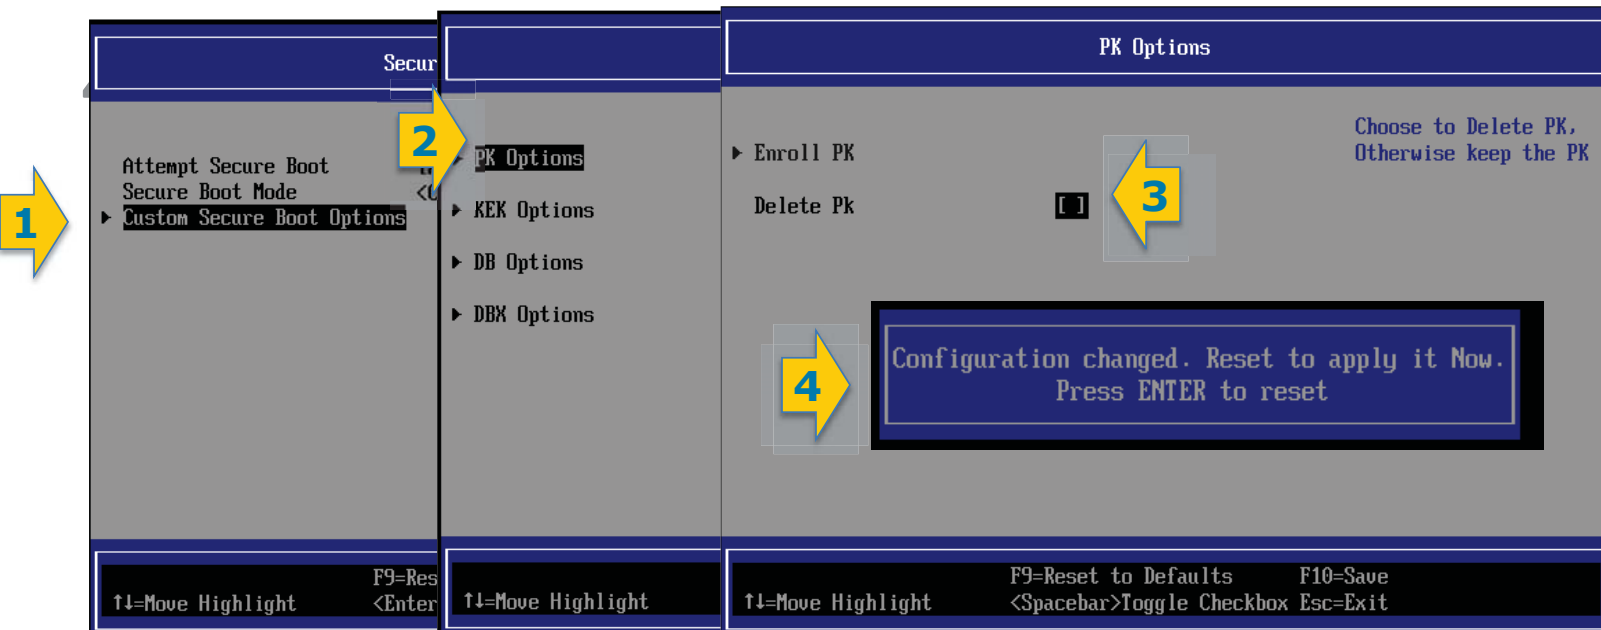 Secur
1
Attempt Secure Boot
Secure Boot Mode
Custom Secure Boot Options
F9=Res
↑↓=Move Highlight <Enter
2
PK Options
KEK Options
DB Options
DBX Options
↑↓=Move Highlight
PK Options
Enroll PK
Delete Pk [ ]
3
Choose to Delete PK,
Otherwise keep the PK
4
Configuration changed. Reset to apply it Now.
Press ENTER to reset
F9=Reset to Defaults F10=Save
↑↓=Move Highlight <Spacebar>Toggle Checkbox Esc=Exit